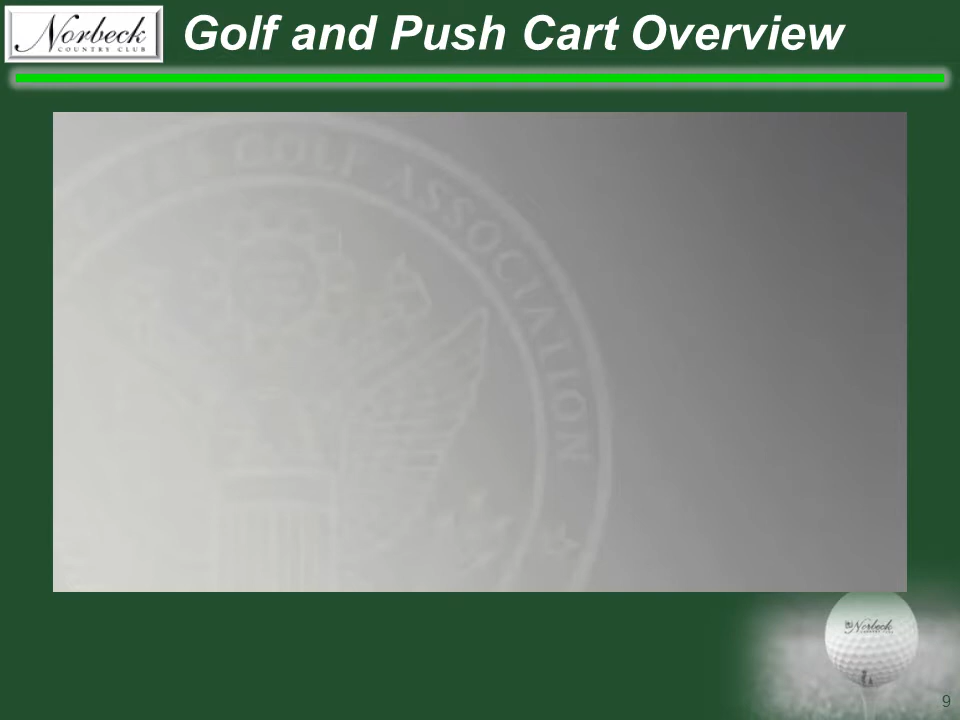 Norbeck
COUNTRY CLUB
Golf and Push Cart Overview
GOLF ASSOCIATION
Norbeck
9